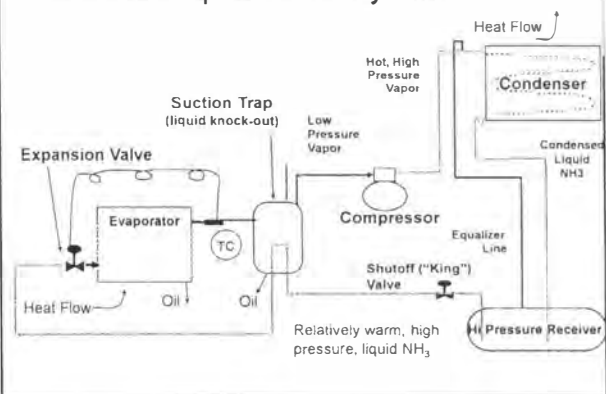 Heat Flow
Hot, High
Pressure
Vapor
Condenser
Suction Trap
(liquid knock-out)
Low
Pressure
Vapor
Condensed
Liquid
NH3
Expansion Valve
Evaporator
TC
Compressor
Equalizer
Line
Shutoff ("King")
Valve
Heat Flow
Oil
Oil
Relatively warm, high
pressure, liquid NH₃
Hi Pressure Receiver